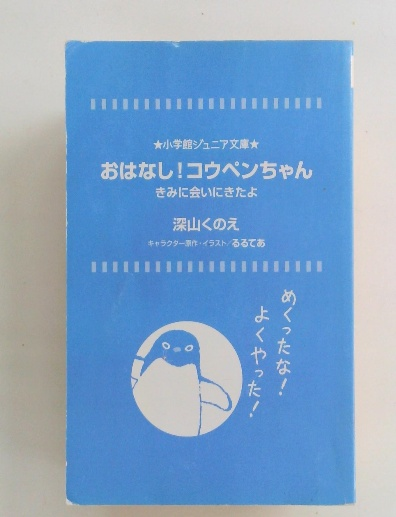 ★小学館ジュニア文庫★
おはなし！コウペンちゃん
きみに会いにきたよ
深山くのえ
キャラクター原作・イラスト／るるてあ
めくったな！
よくやった！